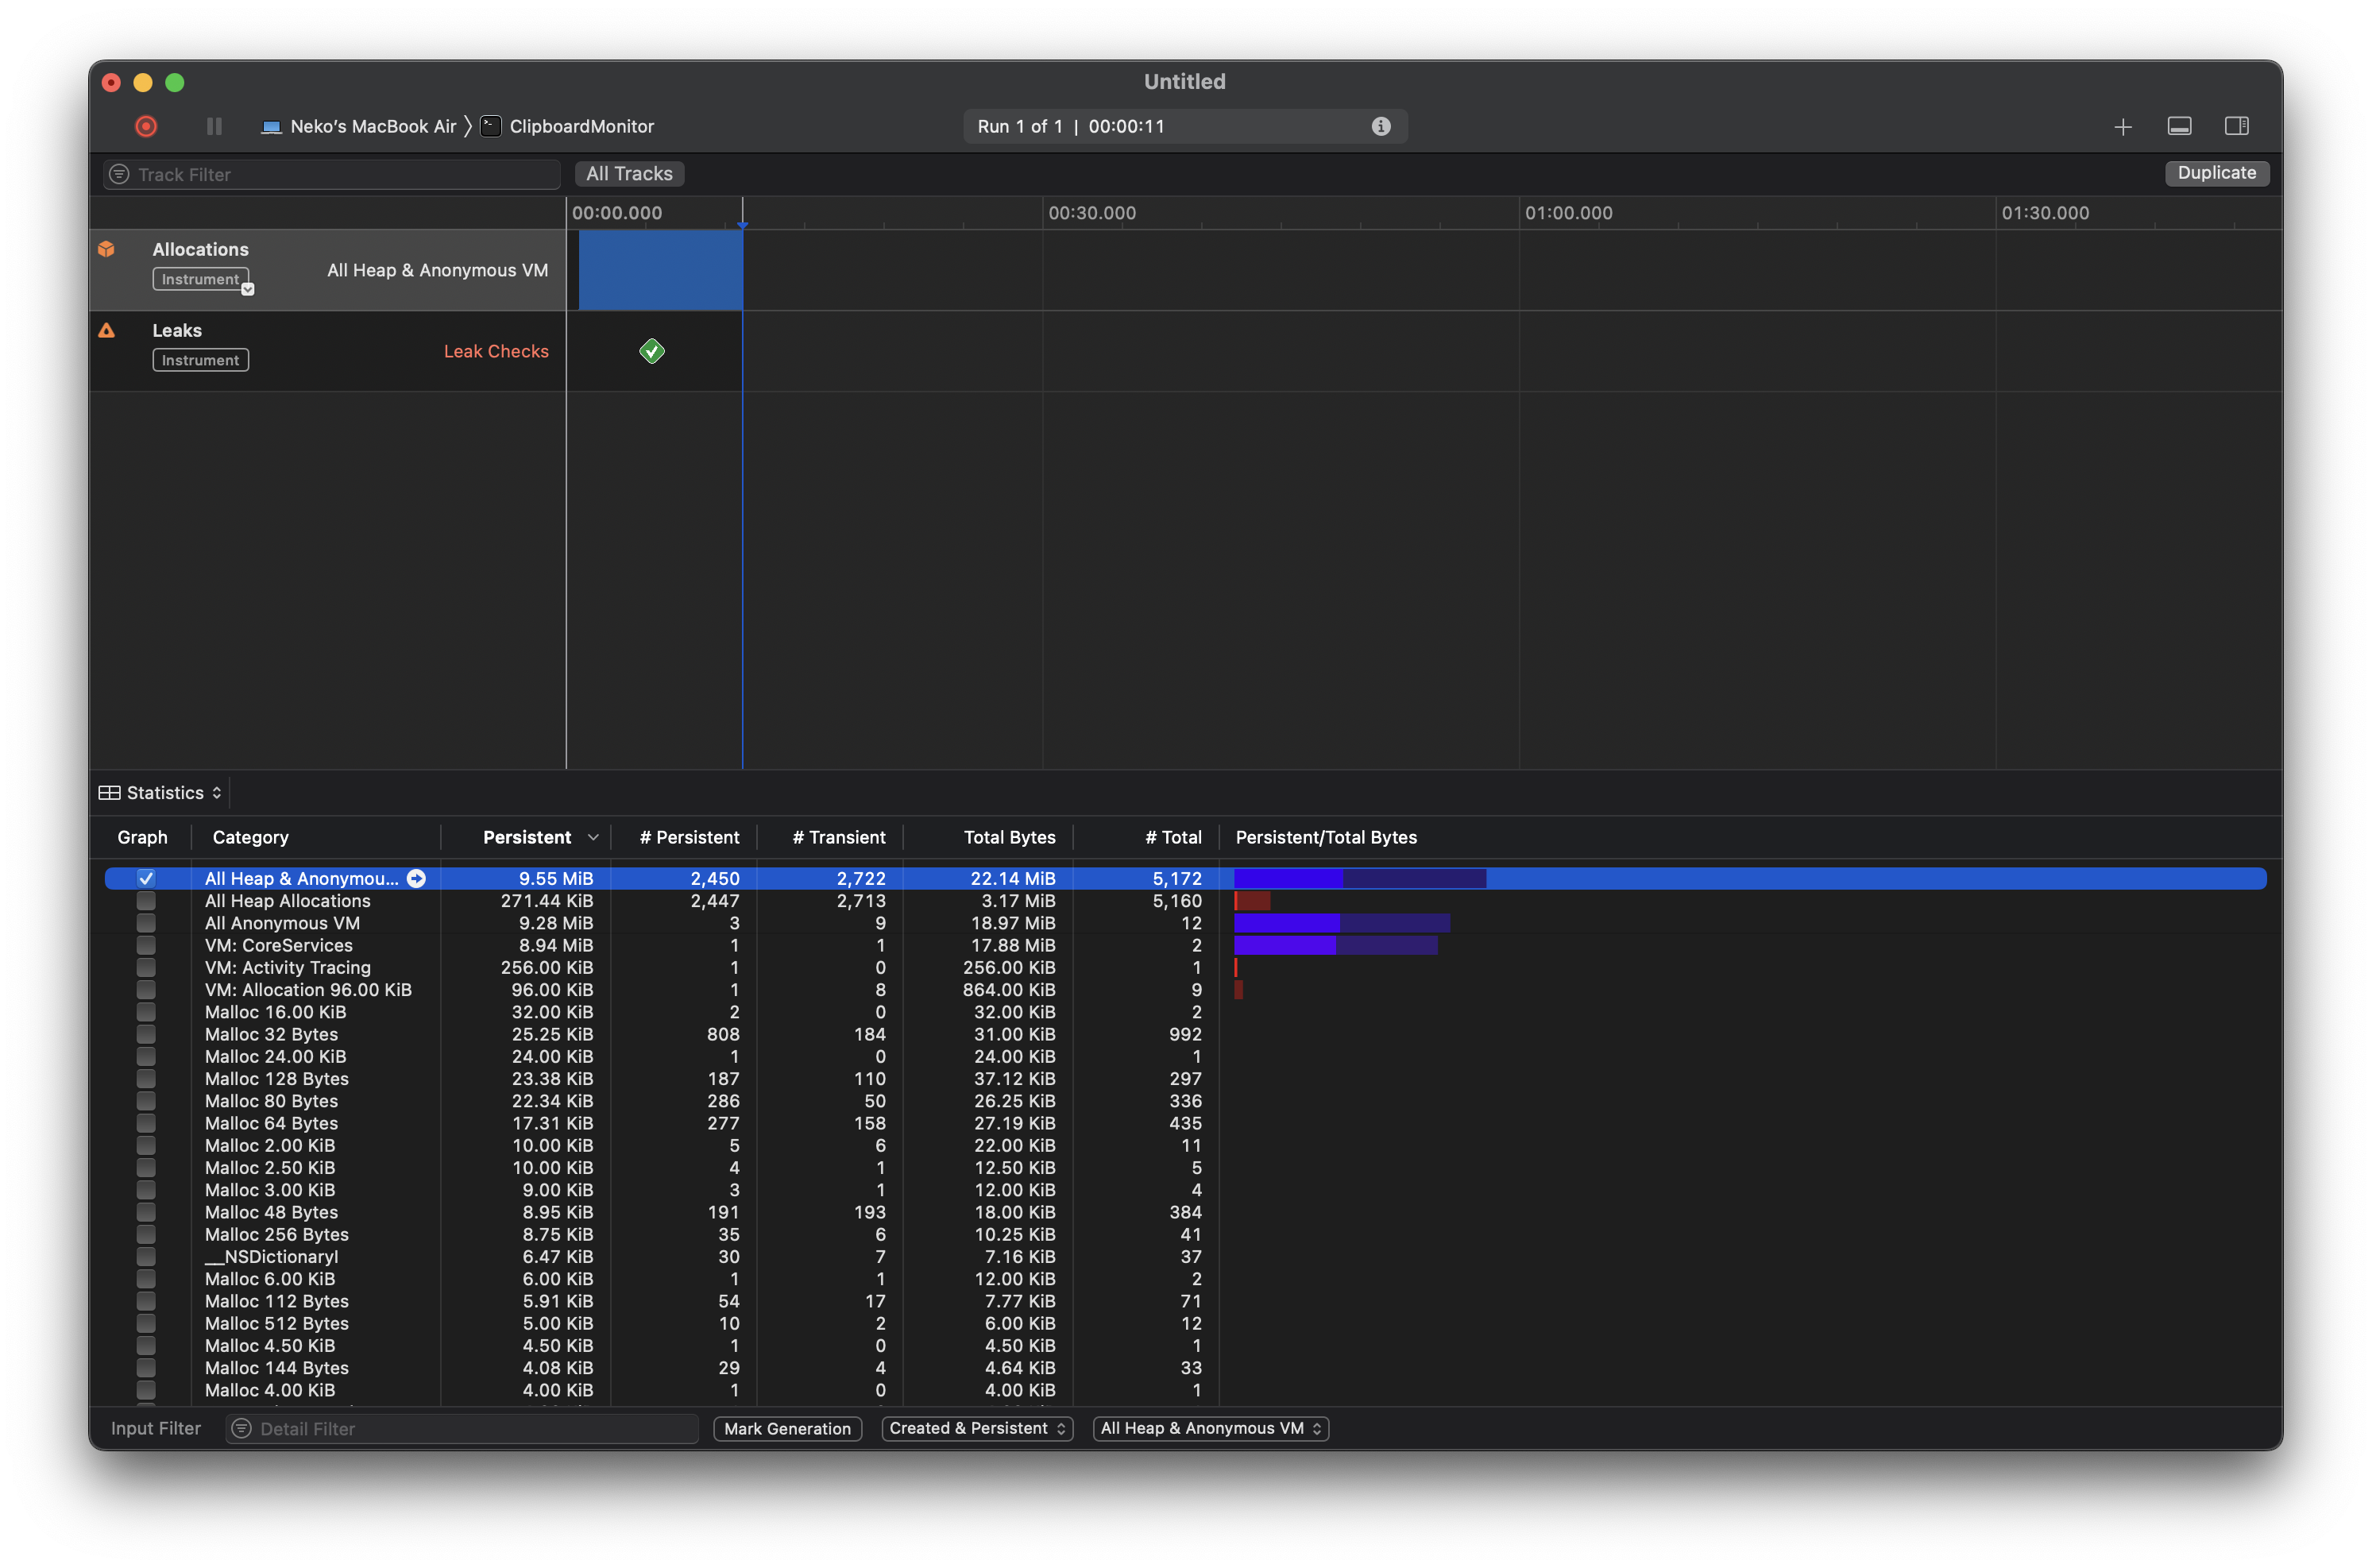 Untitled
Neko’s MacBook Air 〉 ClipboardMonitor
Run 1 of 1 | 00:00:11
Track Filter
All Tracks
Duplicate
00:00.000 00:30.000 01:00.000 01:30.000
Allocations
Instrument
All Heap & Anonymous VM
Leaks
Instrument
Leak Checks
Statistics
Graph Category Persistent # Persistent # Transient Total Bytes # Total Persistent/Total Bytes
All Heap & Anonymou... 9.55 MiB 2,450 2,722 22.14 MiB 5,172
All Heap Allocations 271.44 KiB 2,447 2,713 3.17 MiB 5,160
All Anonymous VM 9.28 MiB 3 9 18.97 MiB 12
VM: CoreServices 8.94 MiB 1 1 17.88 MiB 2
VM: Activity Tracing 256.00 KiB 1 0 256.00 KiB 1
VM: Allocation 96.00 KiB 96.00 KiB 1 8 864.00 KiB 9
Malloc 16.00 KiB 32.00 KiB 2 0 32.00 KiB 2
Malloc 32 Bytes 25.25 KiB 808 184 31.00 KiB 992
Malloc 24.00 KiB 24.00 KiB 1 0 24.00 KiB 1
Malloc 128 Bytes 23.38 KiB 187 110 37.12 KiB 297
Malloc 80 Bytes 22.34 KiB 286 50 26.25 KiB 336
Malloc 64 Bytes 17.31 KiB 277 158 27.19 KiB 435
Malloc 2.00 KiB 10.00 KiB 5 6 22.00 KiB 11
Malloc 2.50 KiB 10.00 KiB 4 1 12.50 KiB 5
Malloc 3.00 KiB 9.00 KiB 3 1 12.00 KiB 4
Malloc 48 Bytes 8.95 KiB 191 193 18.00 KiB 384
Malloc 256 Bytes 8.75 KiB 35 6 10.25 KiB 41
__NSDictionaryI 6.47 KiB 30 7 7.16 KiB 37
Malloc 6.00 KiB 6.00 KiB 1 1 12.00 KiB 2
Malloc 112 Bytes 5.91 KiB 54 17 7.77 KiB 71
Malloc 512 Bytes 5.00 KiB 10 2 6.00 KiB 12
Malloc 4.50 KiB 4.50 KiB 1 0 4.50 KiB 1
Malloc 144 Bytes 4.08 KiB 29 4 4.64 KiB 33
Malloc 4.00 KiB 4.00 KiB 1 0 4.00 KiB 1
Input Filter Detail Filter Mark Generation Created & Persistent All Heap & Anonymous VM